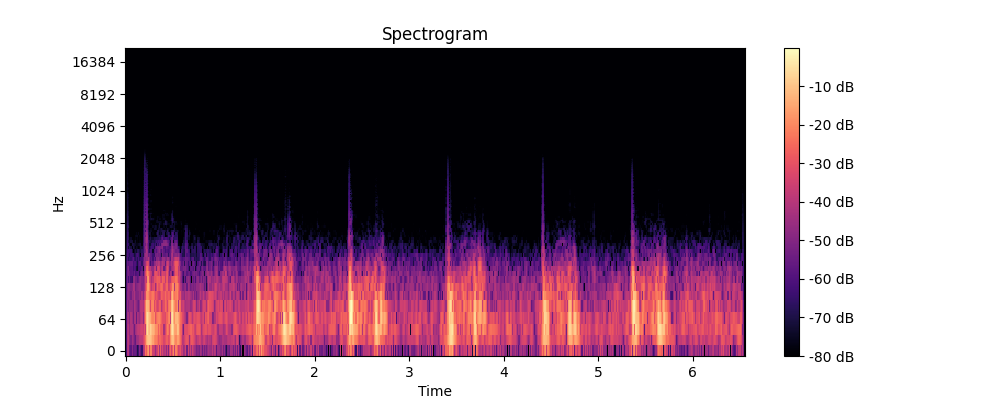 Spectrogram
Hz
16384
8192
4096
2048
1024
512
256
128
64
0
0 1 2 3 4 5 6
Time
-10 dB
-20 dB
-30 dB
-40 dB
-50 dB
-60 dB
-70 dB
-80 dB